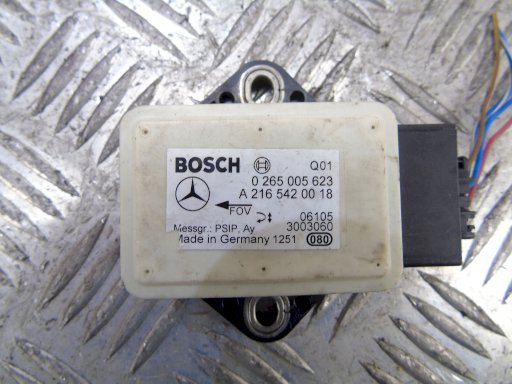 BOSCH Q01
0 265 005 623
A 216 542 00 18
FOV
06105
Messgr.: PSIP, Ay 3003060
Made in Germany 1251 080